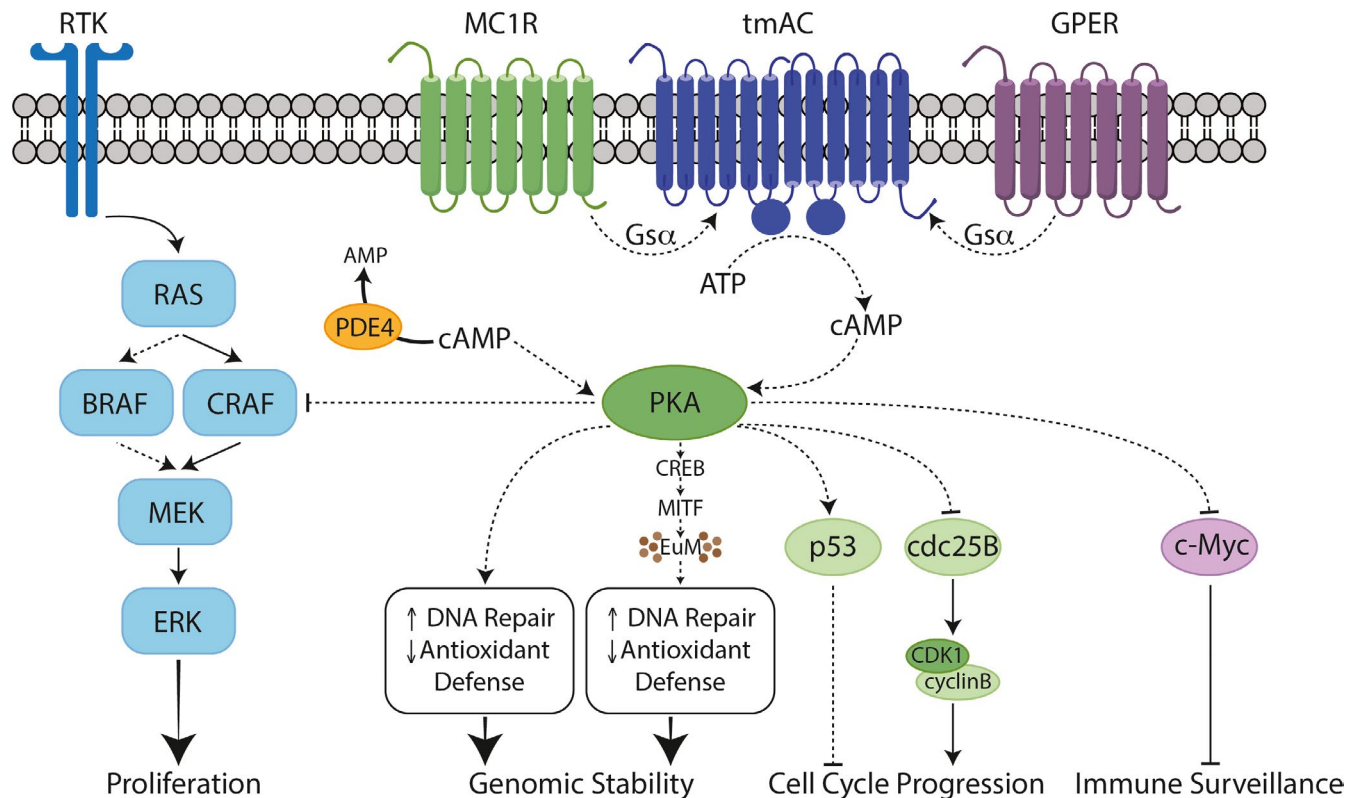 RTK
MC1R
tmAC
GPER
Gsα
Gsα
ATP
cAMP
AMP
PDE4
cAMP
RAS
BRAF
CRAF
PKA
MEK
ERK
CREB
MITF
EuM
p53
cdc25B
c-Myc
↑ DNA Repair
↓ Antioxidant
Defense
↑ DNA Repair
↓ Antioxidant
Defense
CDK1
cyclinB
Proliferation
Genomic Stability
Cell Cycle Progression
Immune Surveillance